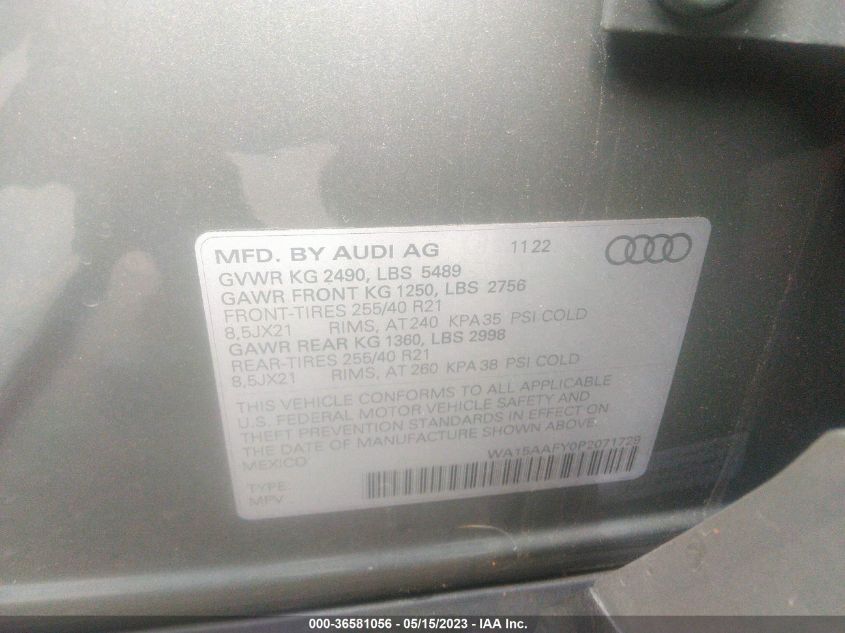 MFD. BY AUDI AG 11 22
GVWR KG 2490, LBS 5489
GAWR FRONT KG 1250, LBS 2756
FRONT-TIRES 255/40 R21
8,5JX21 RIMS, AT 240 KPA 35 PSI COLD
GAWR REAR KG 1360, LBS 2998
REAR-TIRES 255/40 R21
8,5JX21 RIMS, AT 260 KPA 38 PSI COLD
THIS VEHICLE CONFORMS TO ALL APPLICABLE
U.S. FEDERAL MOTOR VEHICLE SAFETY AND
THEFT PREVENTION STANDARDS IN EFFECT ON
THE DATE OF MANUFACTURE SHOWN ABOVE.
MEXICO WA15AAFY0P2071729
TYPE:
MPV
000-36581056 - 05/15/2023 - IAA Inc.